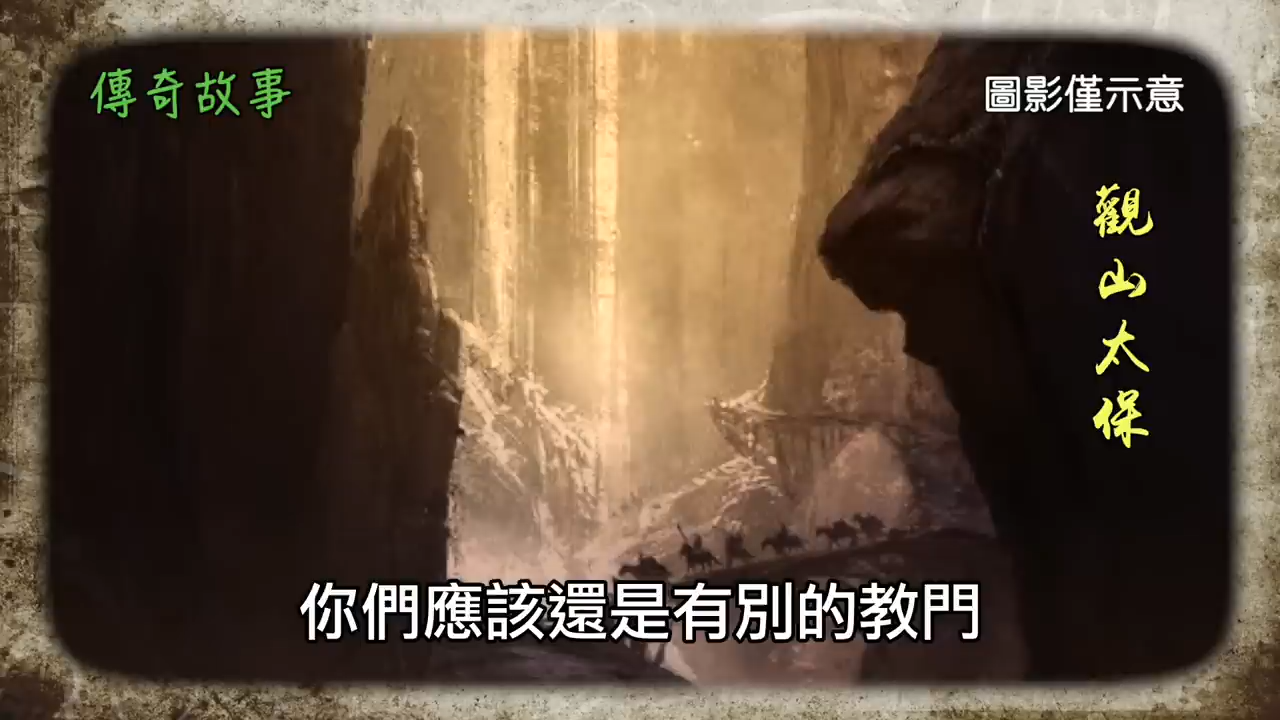 傳奇故事
圖影僅示意
觀山太保
你們應該還是有別的教門